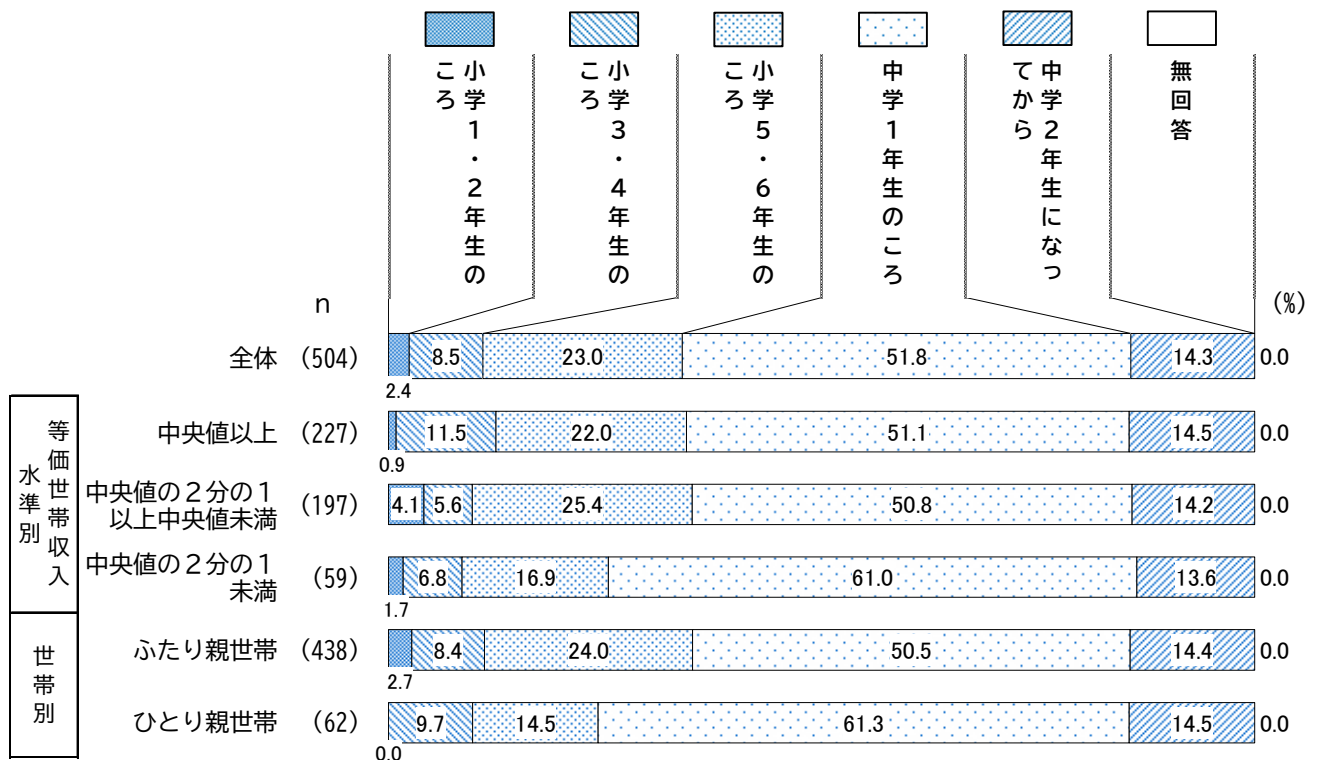 小学１・２年生のころ
小学３・４年生のころ
小学５・６年生のころ
中学１年生のころ
中学２年生になってから
無回答
n
(%)
全体 (504) 2.4 8.5 23.0 51.8 14.3 0.0
等価世帯収入水準別
中央値以上 (227) 0.9 11.5 22.0 51.1 14.5 0.0
中央値の２分の１
以上中央値未満 (197) 4.1 5.6 25.4 50.8 14.2 0.0
中央値の２分の１
未満 (59) 1.7 6.8 16.9 61.0 13.6 0.0
世帯別
ふたり親世帯 (438) 2.7 8.4 24.0 50.5 14.4 0.0
ひとり親世帯 (62) 0.0 9.7 14.5 61.3 14.5 0.0